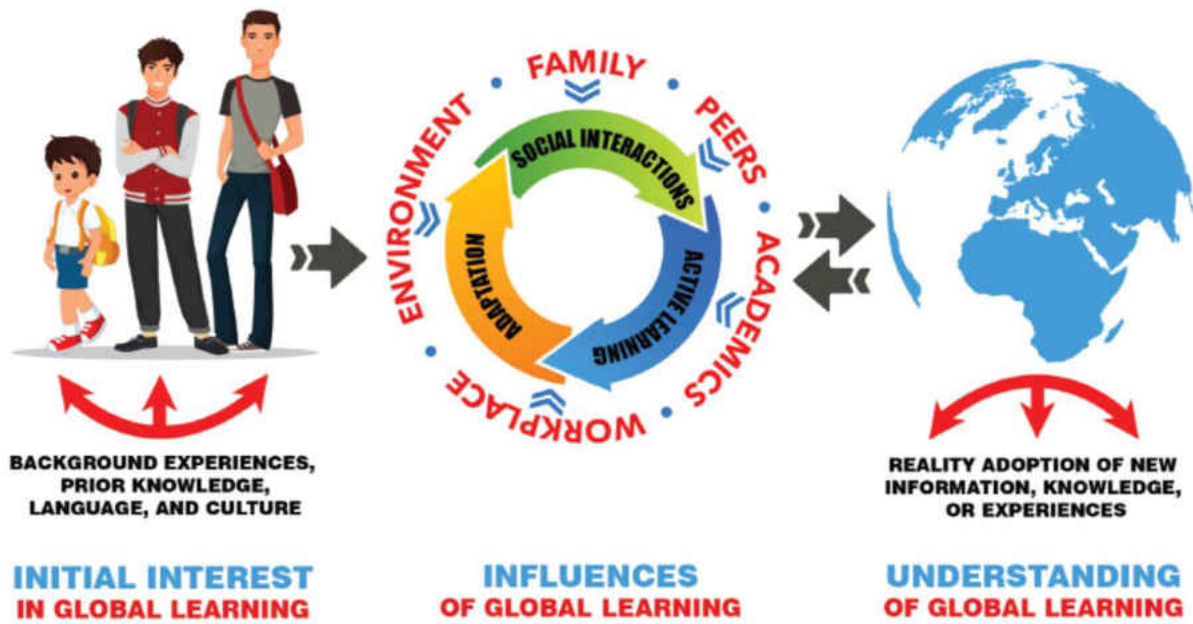 FAMILY
PEERS
ACADEMICS
WORKPLACE
ENVIRONMENT
SOCIAL INTERACTIONS
ACTIVE LEARNING
ADAPTATION
BACKGROUND EXPERIENCES,
PRIOR KNOWLEDGE,
LANGUAGE, AND CULTURE
REALITY ADOPTION OF NEW
INFORMATION, KNOWLEDGE,
OR EXPERIENCES
INITIAL INTEREST
IN GLOBAL LEARNING
INFLUENCES
OF GLOBAL LEARNING
UNDERSTANDING
OF GLOBAL LEARNING